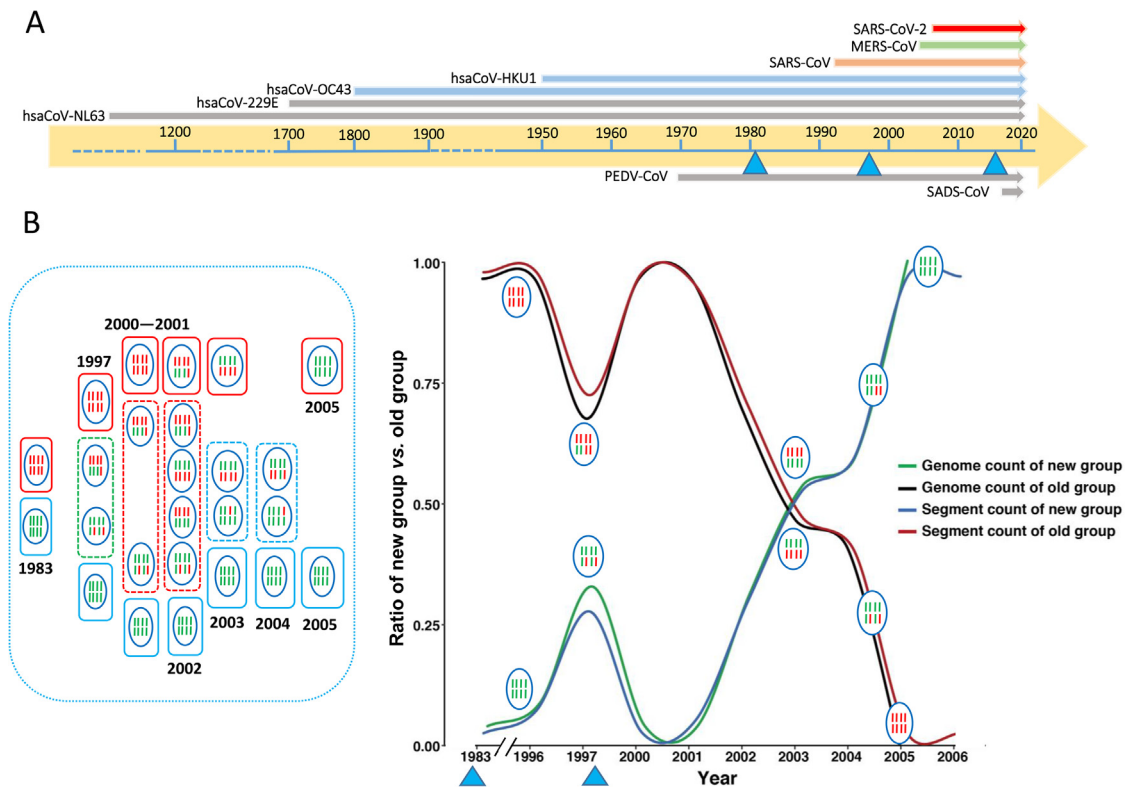 A
SARS-CoV-2
MERS-CoV
SARS-CoV
hsaCoV-HKU1
hsaCoV-OC43
hsaCoV-229E
hsaCoV-NL63
1200 1700 1800 1900 1950 1960 1970 1980 1990 2000 2010 2020
PEDV-CoV
SADS-CoV
B
2000—2001
1997
2005
1983
2003 2004 2005
2002
Ratio of new group vs. old group
1.00
0.75
0.50
0.25
0.00
1983 1996 1997 2000 2001 2002 2003 2004 2005 2006
Year
Genome count of new group
Genome count of old group
Segment count of new group
Segment count of old group